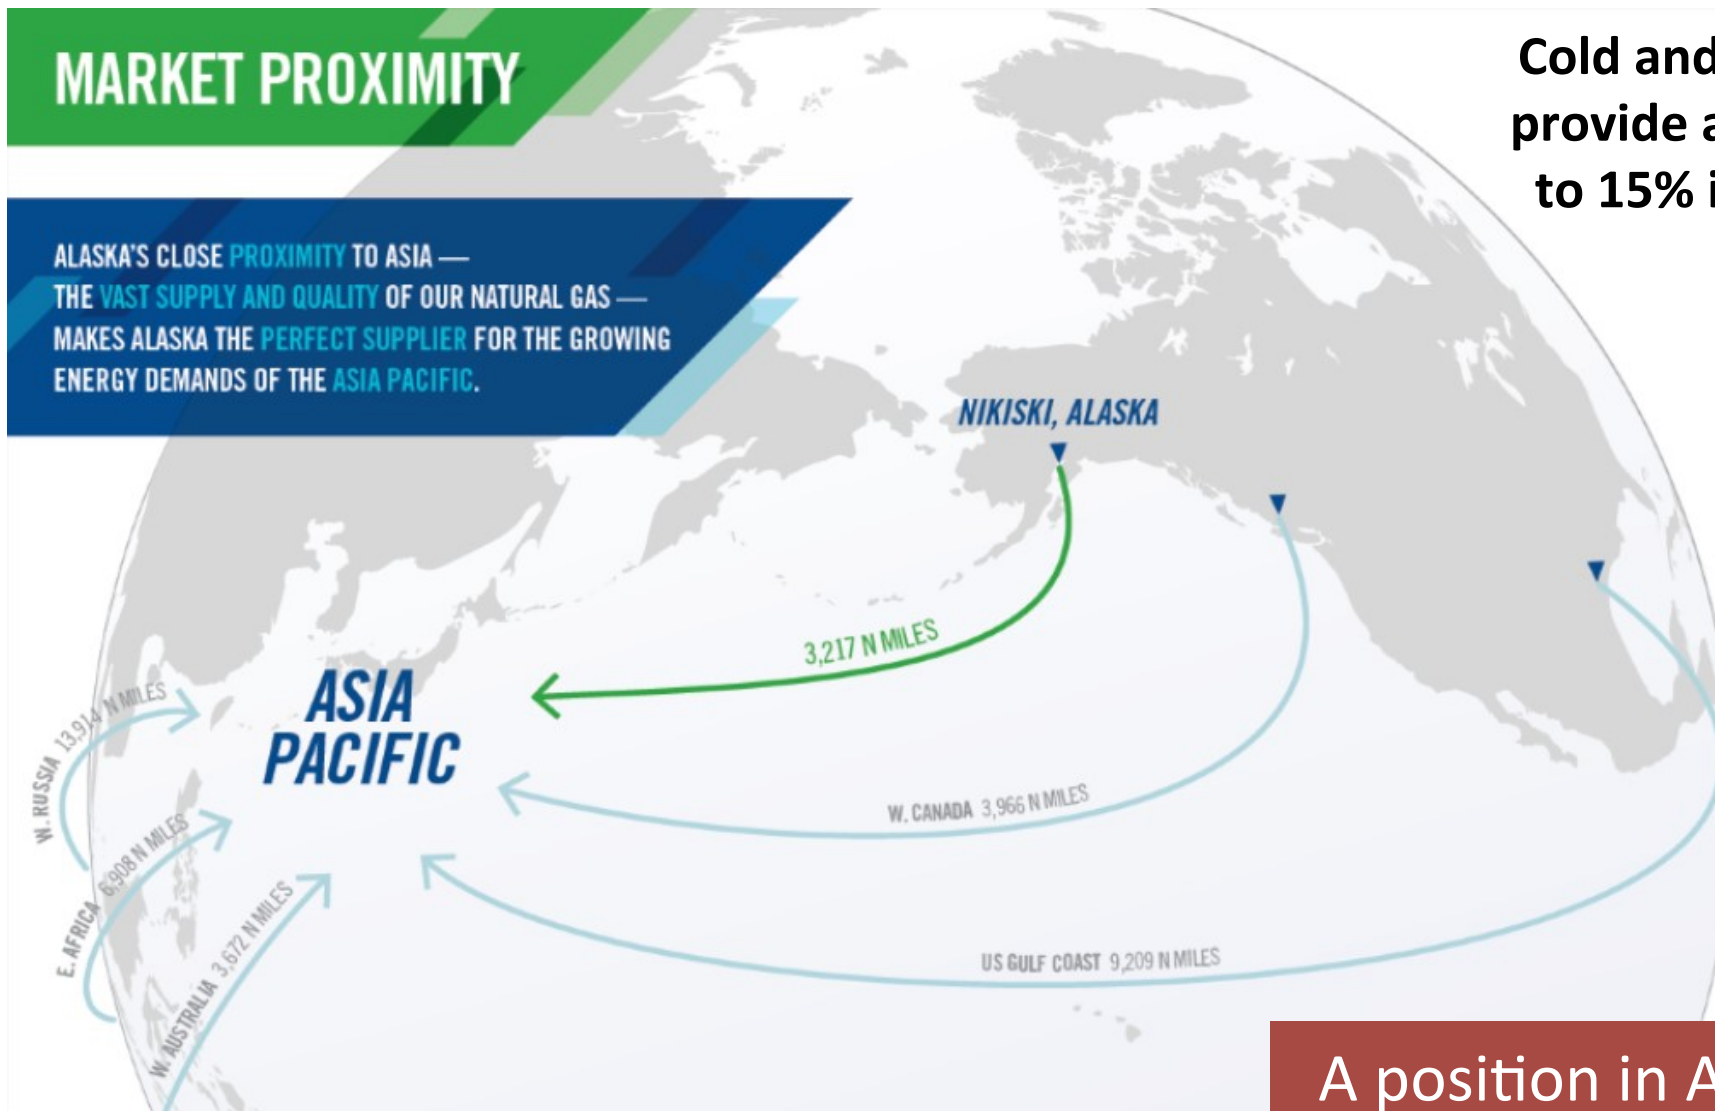 MARKET PROXIMITY
Cold and
provide a
to 15% i
ALASKA'S CLOSE PROXIMITY TO ASIA —
THE VAST SUPPLY AND QUALITY OF OUR NATURAL GAS —
MAKES ALASKA THE PERFECT SUPPLIER FOR THE GROWING
ENERGY DEMANDS OF THE ASIA PACIFIC.
NIKISKI, ALASKA
3,217 N MILES
ASIA
PACIFIC
W. RUSSIA 13,914 N MILES
W. CANADA 3,966 N MILES
E. AFRICA 6,908 N MILES
W. AUSTRALIA 3,672 N MILES
US GULF COAST 9,209 N MILES
A position in A